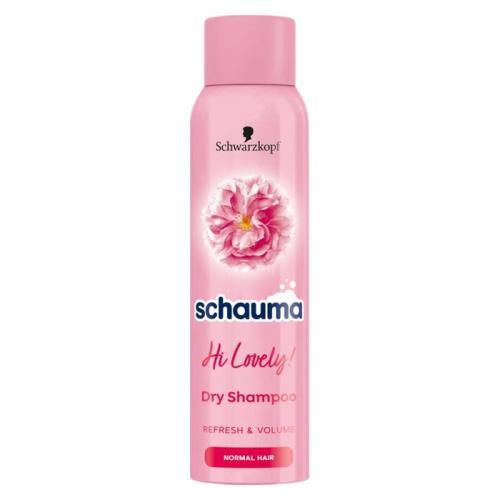 Schwarzkopf
schauma
Hi Lovely!
Dry Shampoo
REFRESH & VOLUME
NORMAL HAIR